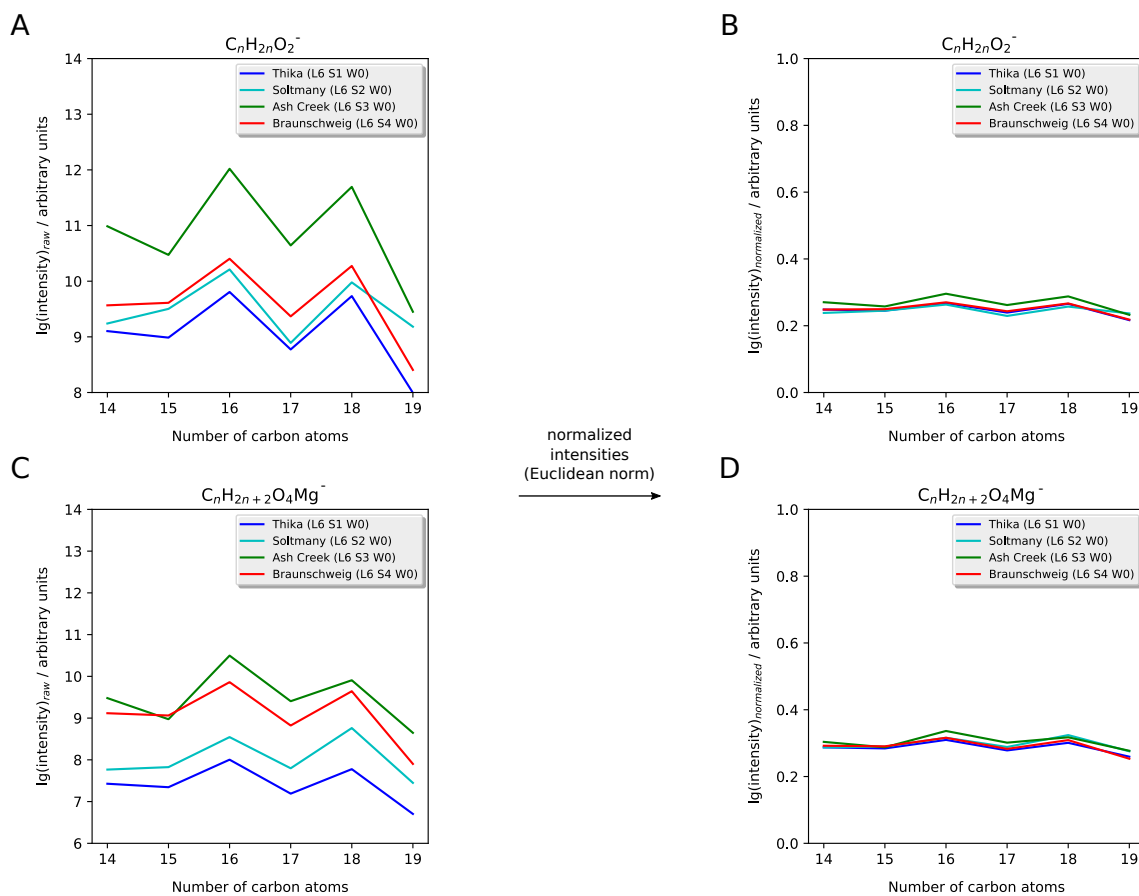 A
CₙH₂ₙO₂⁻
14
13
12
11
10
9
8
lg(intensity)raw / arbitrary units
Thika (L6 S1 W0)
Soltmany (L6 S2 W0)
Ash Creek (L6 S3 W0)
Braunschweig (L6 S4 W0)
14 15 16 17 18 19
Number of carbon atoms
B
CₙH₂ₙO₂⁻
1.0
0.8
0.6
0.4
0.2
0.0
lg(intensity)normalized / arbitrary units
Thika (L6 S1 W0)
Soltmany (L6 S2 W0)
Ash Creek (L6 S3 W0)
Braunschweig (L6 S4 W0)
14 15 16 17 18 19
Number of carbon atoms
normalized
intensities
(Euclidean norm)
C
CₙH₂ₙ₊₂O₄Mg⁻
14
13
12
11
10
9
8
7
6
lg(intensity)raw / arbitrary units
Thika (L6 S1 W0)
Soltmany (L6 S2 W0)
Ash Creek (L6 S3 W0)
Braunschweig (L6 S4 W0)
14 15 16 17 18 19
Number of carbon atoms
D
CₙH₂ₙ₊₂O₄Mg⁻
1.0
0.8
0.6
0.4
0.2
0.0
lg(intensity)normalized / arbitrary units
Thika (L6 S1 W0)
Soltmany (L6 S2 W0)
Ash Creek (L6 S3 W0)
Braunschweig (L6 S4 W0)
14 15 16 17 18 19
Number of carbon atoms